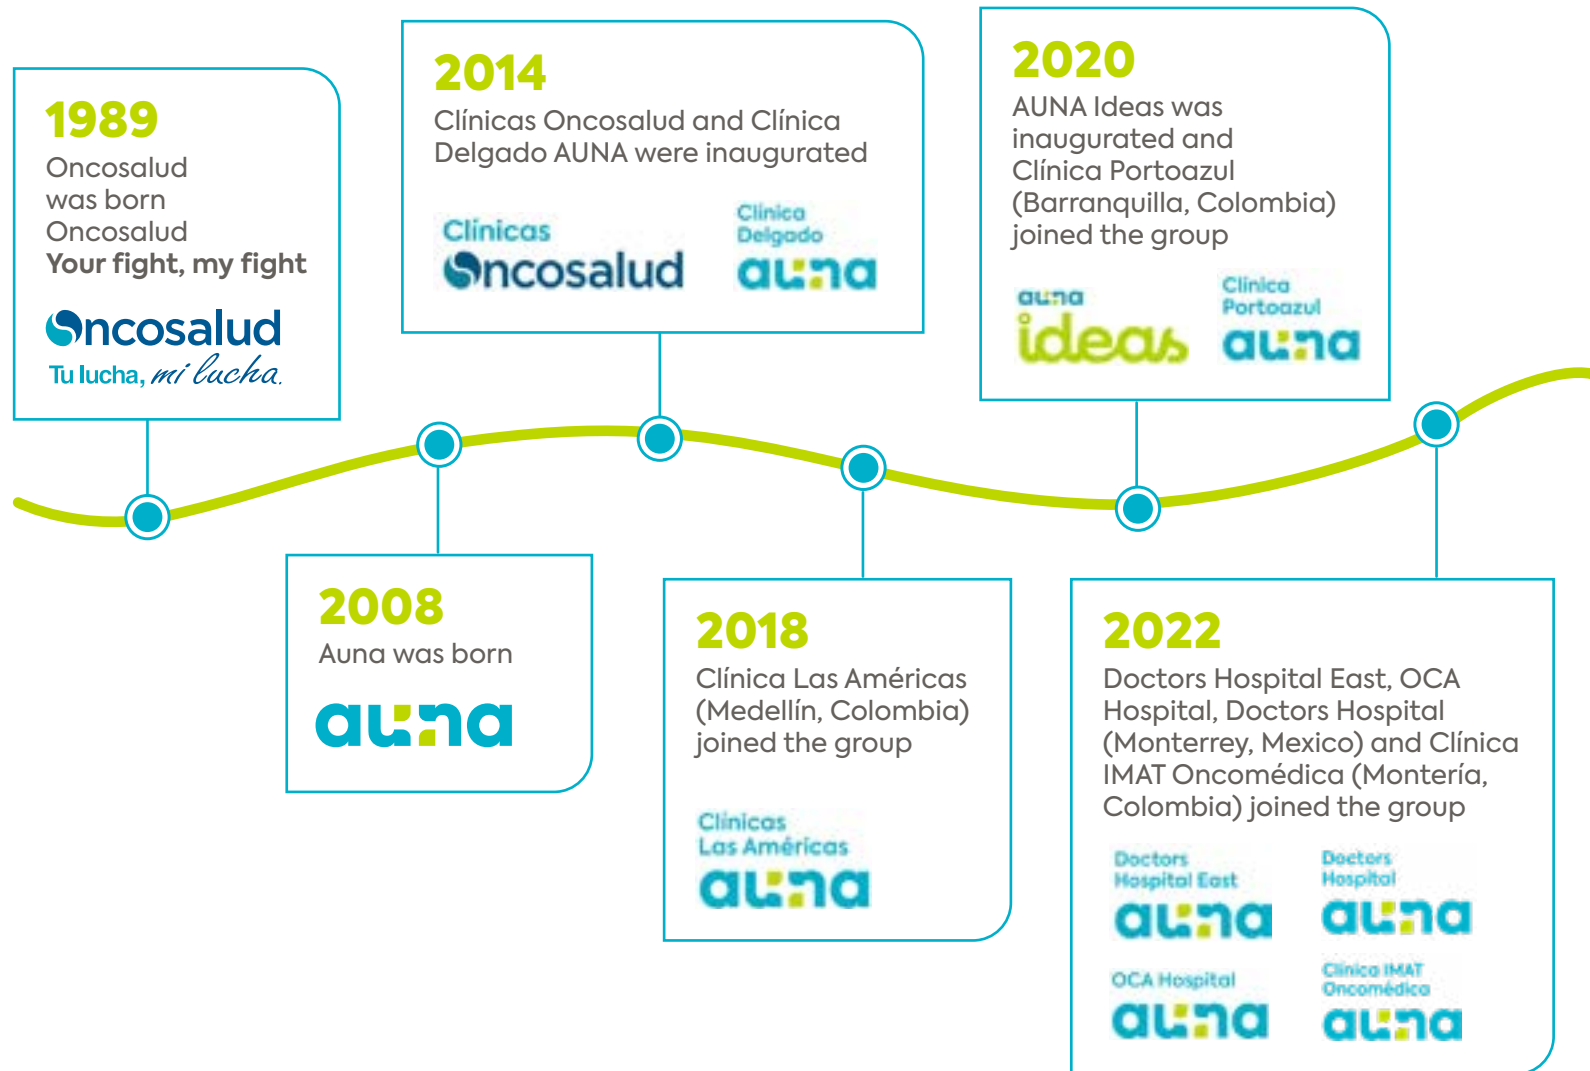 1989
Oncosalud
was born
Oncosalud
Your fight, my fight
Oncosalud
Tu lucha, mi lucha.
2008
Auna was born
auna
2014
Clínicas Oncosalud and Clínica
Delgado AUNA were inaugurated
Clínicas
Oncosalud
Clínica
Delgado
auna
2018
Clínica Las Américas
(Medellín, Colombia)
joined the group
Clínicas
Las Américas
auna
2020
AUNA Ideas was
inaugurated and
Clínica Portoazul
(Barranquilla, Colombia)
joined the group
auna
ideas
Clínica
Portoazul
auna
2022
Doctors Hospital East, OCA
Hospital, Doctors Hospital
(Monterrey, Mexico) and Clínica
IMAT Oncomédica (Montería,
Colombia) joined the group
Doctors
Hospital East
auna
Doctors
Hospital
auna
OCA Hospital
auna
Clínica IMAT
Oncomédica
auna